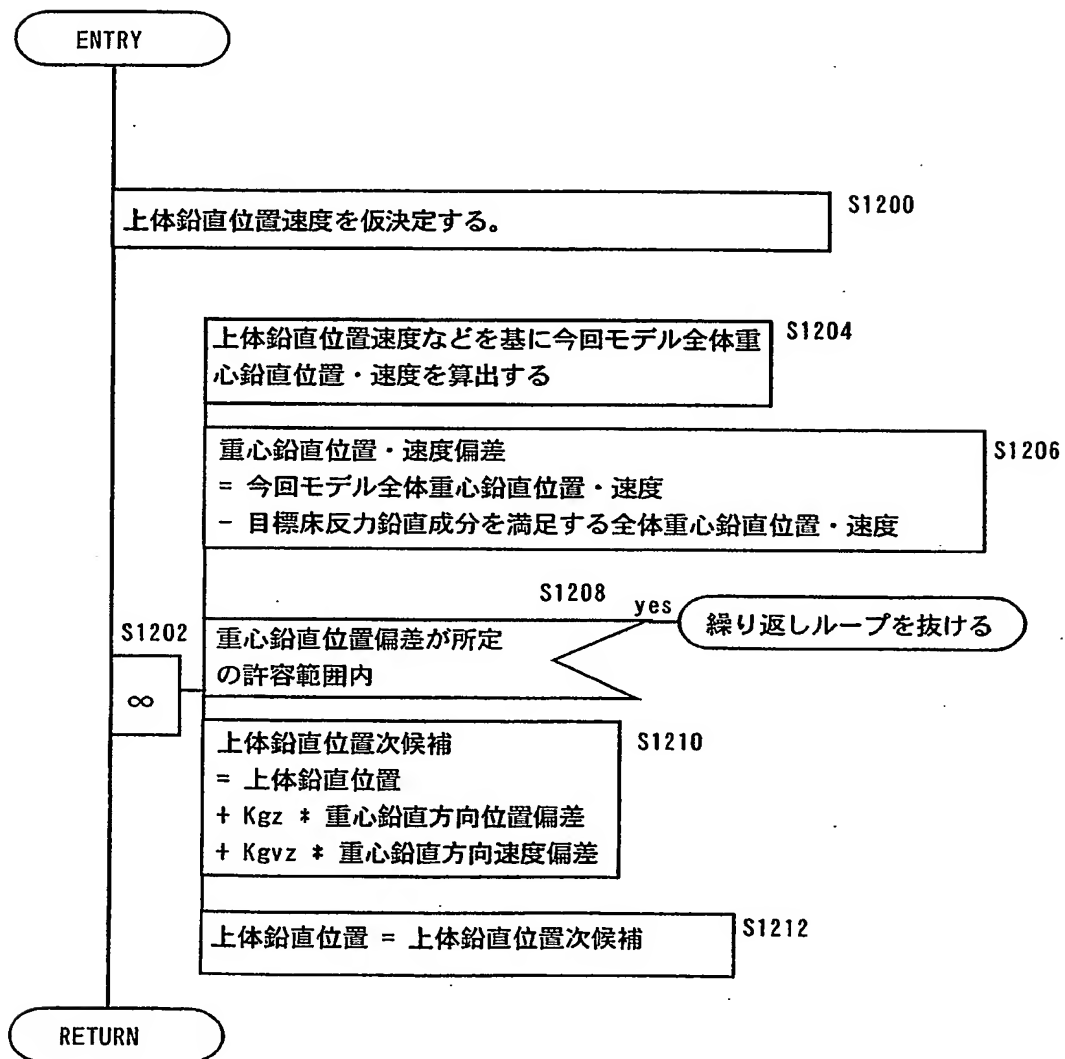 ENTRY
上体鉛直位置速度を仮決定する。
S1200
上体鉛直位置速度などを基に今回モデル全体重
心鉛直位置・速度を算出する
S1204
重心鉛直位置・速度偏差
= 今回モデル全体重心鉛直位置・速度
- 目標床反力鉛直成分を満足する全体重心鉛直位置・速度
S1206
S1202
∞
重心鉛直位置偏差が所定
の許容範囲内
S1208
yes
繰り返しループを抜ける
上体鉛直位置次候補
= 上体鉛直位置
+ Kgz * 重心鉛直方向位置偏差
+ Kgvz * 重心鉛直方向速度偏差
S1210
上体鉛直位置 = 上体鉛直位置次候補
S1212
RETURN